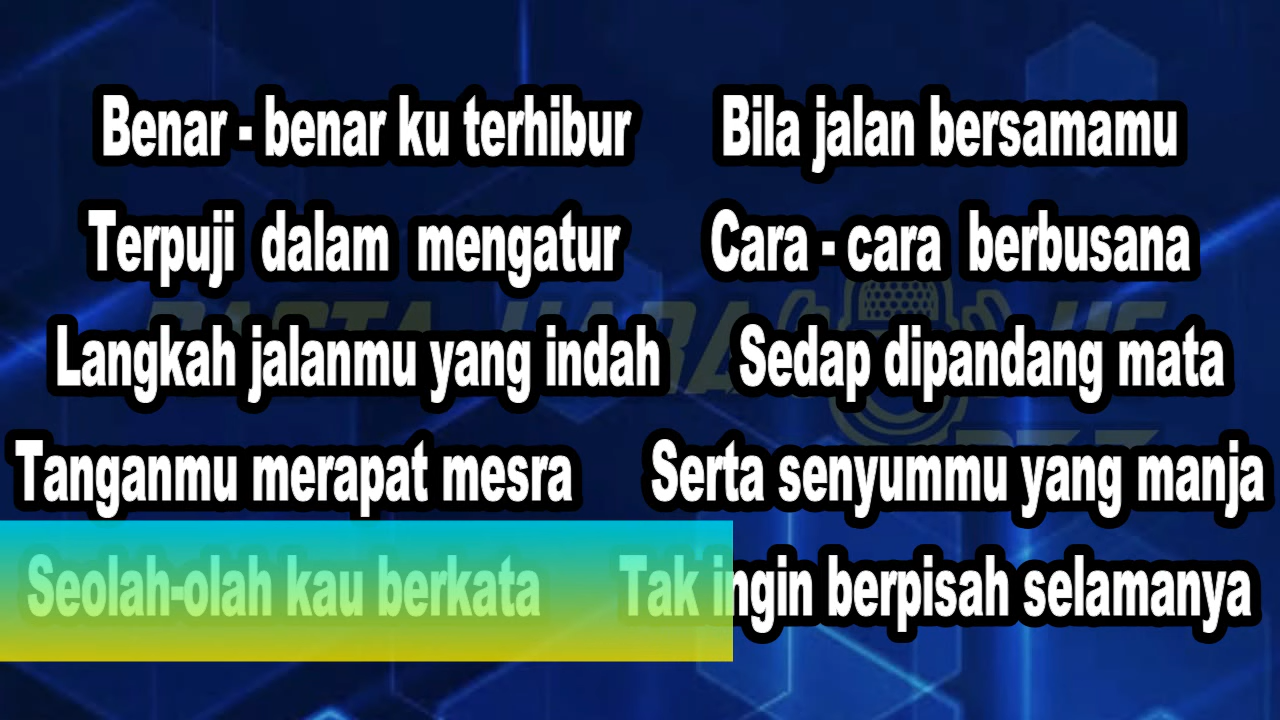 Benar - benar ku terhibur Bila jalan bersamamu
Terpuji dalam mengatur Cara - cara berbusana
Langkah jalanmu yang indah Sedap dipandang mata
Tanganmu merapat mesra Serta senyummu yang manja
Seolah-olah kau berkata Tak ingin berpisah selamanya